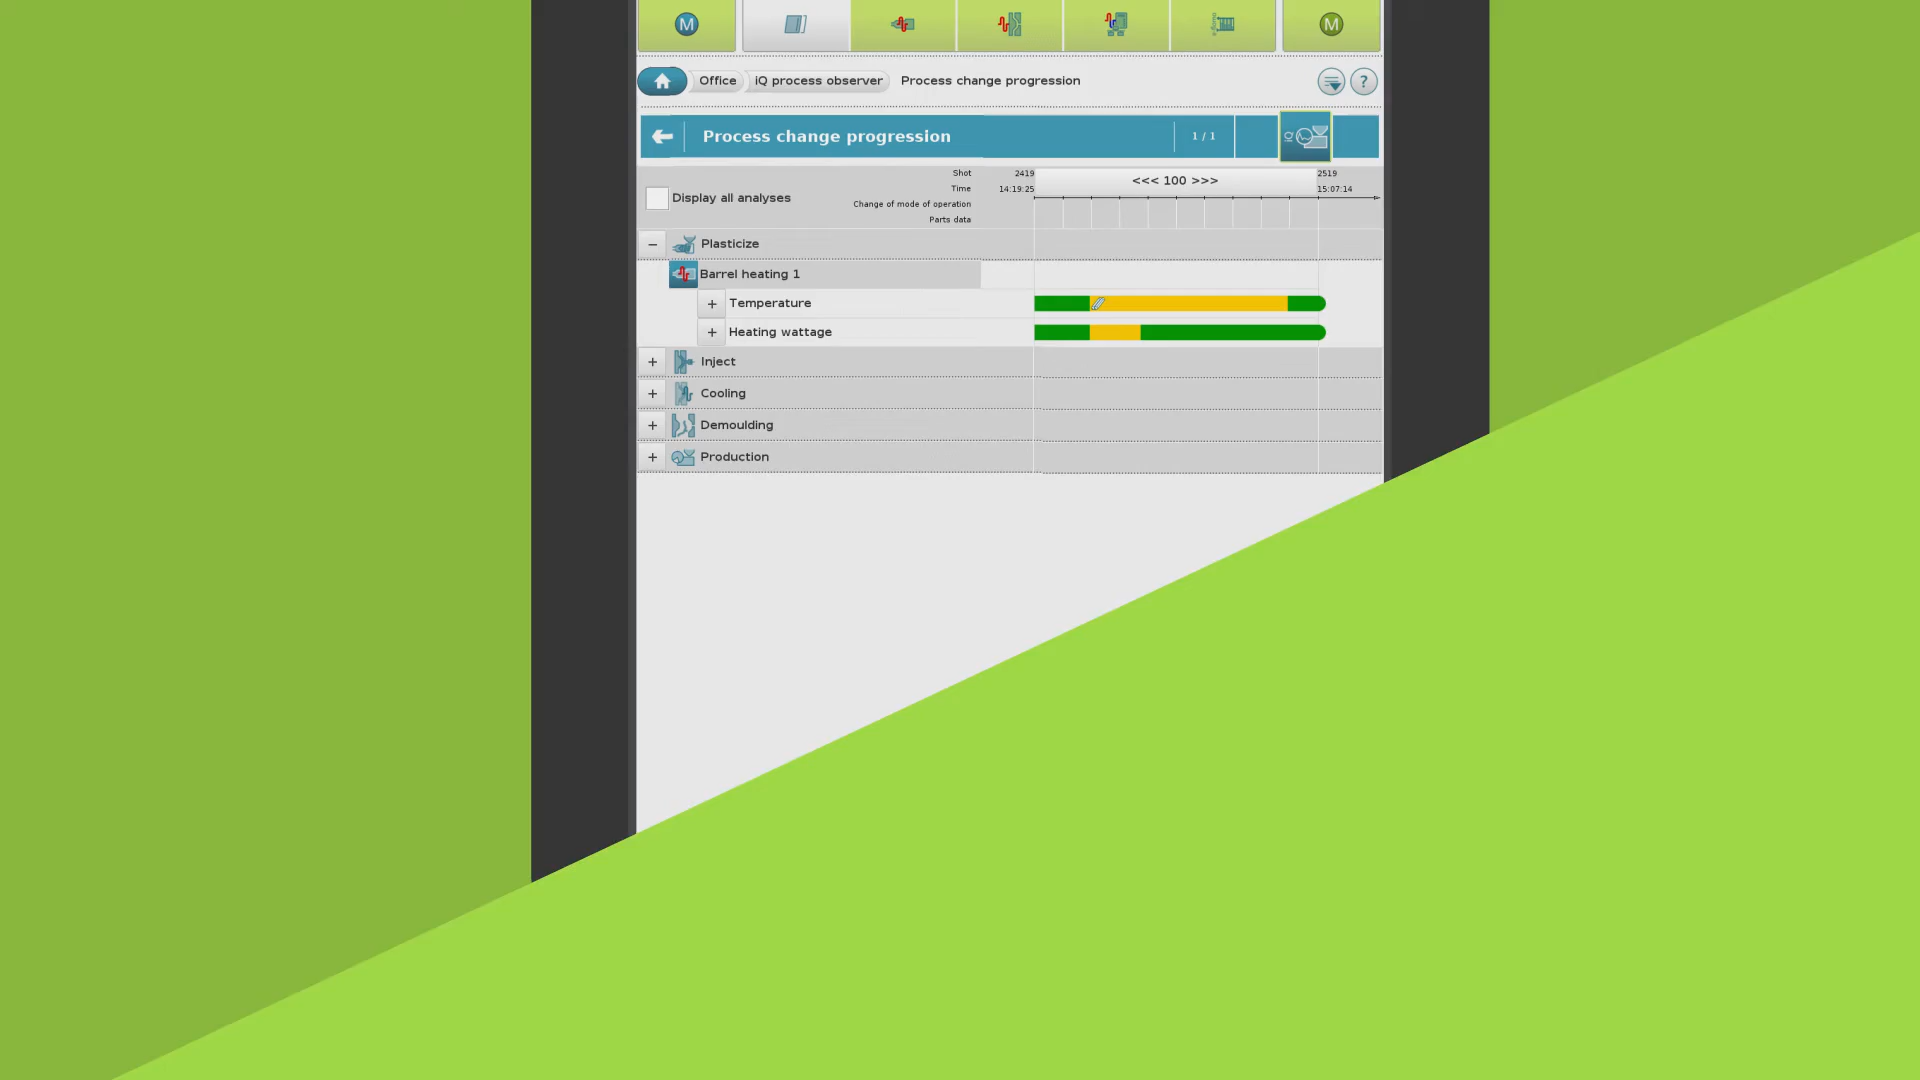 M M
Office iQ process observer Process change progression ?
Process change progression 1 / 1 iQ
Shot 2419 <<< 100 >>> 2519
Time 14:19:25 15:07:14
Display all analyses
Change of mode of operation
Parts data
− Plasticize
Barrel heating 1
+ Temperature
+ Heating wattage
+ Inject
+ Cooling
+ Demoulding
+ Production